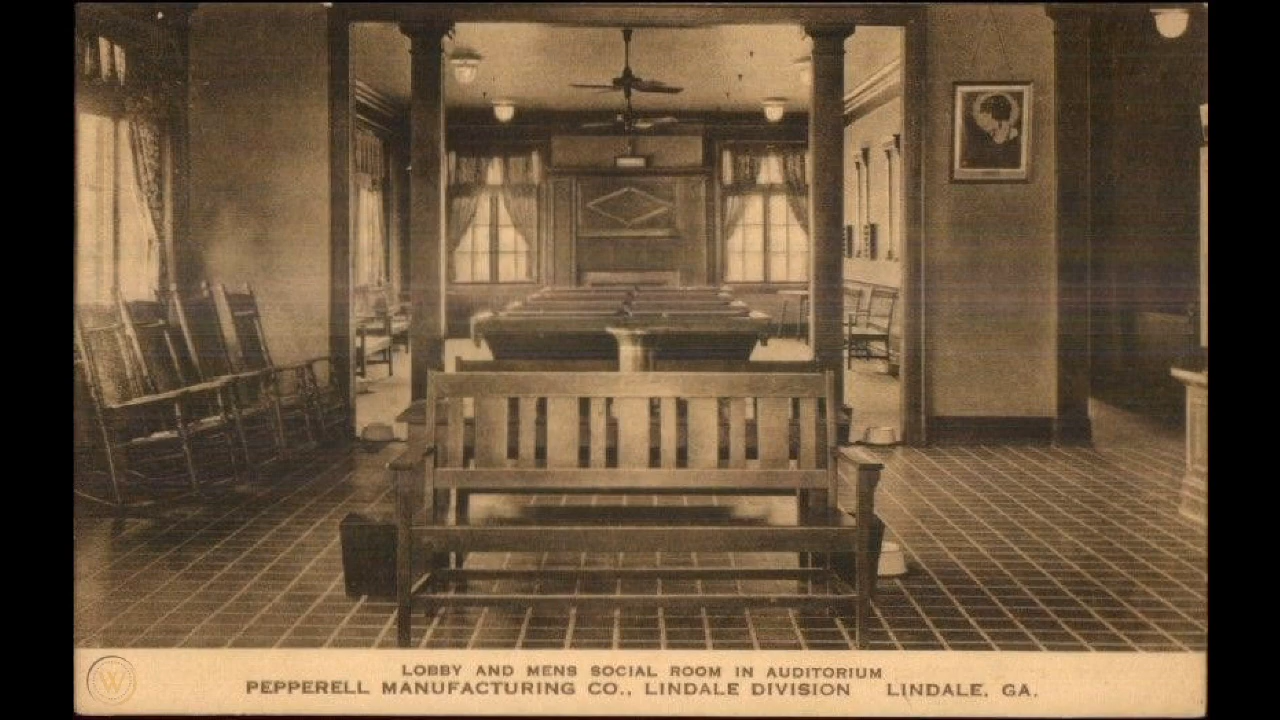 LOBBY AND MENS SOCIAL ROOM IN AUDITORIUM
PEPPERELL MANUFACTURING CO., LINDALE DIVISION LINDALE, GA.
W